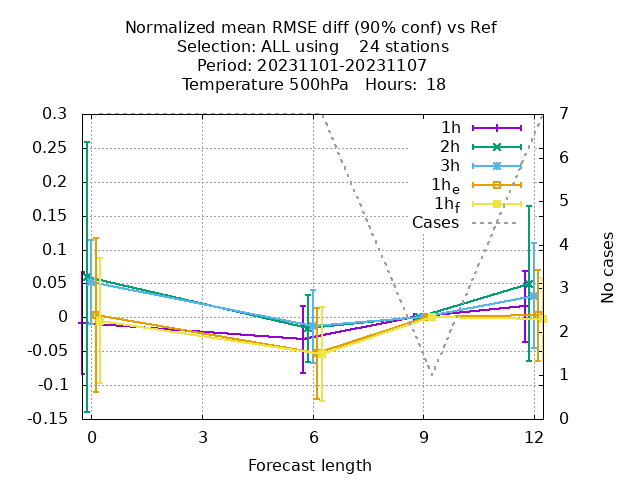 Normalized mean RMSE diff (90% conf) vs Ref
Selection: ALL using    24 stations
Period: 20231101-20231107
Temperature 500hPa   Hours:  18
0.3
0.25
0.2
0.15
0.1
0.05
0
-0.05
-0.1
-0.15
7
6
5
4
3
2
1
0
1h
2h
3h
1he
1hf
Cases
No cases
0
3
6
9
12
Forecast length